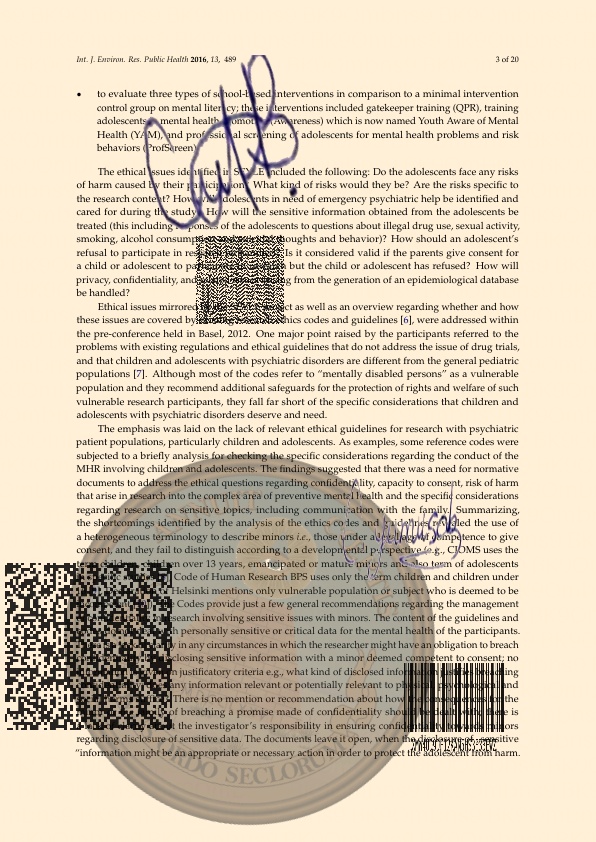 Int. J. Environ. Res. Public Health 2016, 13, 489
3 of 20
• to evaluate three types of school-based interventions in comparison to a minimal intervention
control group on mental literacy; these interventions included gatekeeper training (QPR), training
adolescents mental health (Awareness) which is now named Youth Aware of Mental
Health (YAM), and professional screening of adolescents for mental health problems and risk
behaviors (ProfScreen).
The ethical issues identified in STYLE included the following: Do the adolescents face any risks
of harm caused by their participation? What kind of risks would they be? Are the risks specific to
the research content? How will adolescents in need of emergency psychiatric help be identified and
cared for during the study? How will the sensitive information obtained from the adolescents be
treated (this including responses of the adolescents to questions about illegal drug use, sexual activity,
smoking, alcohol consumption thoughts and behavior)? How should an adolescent's
refusal to participate in Is it considered valid if the parents give consent for
a child or adolescent to but the child or adolescent has refused? How will
privacy, confidentiality, and from the generation of an epidemiological database
be handled?
Ethical issues mirrored as well as an overview regarding whether and how
these issues are covered by ethics codes and guidelines [6], were addressed within
the pre-conference held in Basel, 2012. One major point raised by the participants referred to the
problems with existing regulations and ethical guidelines that do not address the issue of drug trials,
and that children and adolescents with psychiatric disorders are different from the general pediatric
populations [7]. Although most of the codes refer to "mentally disabled persons" as a vulnerable
population and they recommend additional safeguards for the protection of rights and welfare of such
vulnerable research participants, they fall far short of the specific considerations that children and
adolescents with psychiatric disorders deserve and need.
The emphasis was laid on the lack of relevant ethical guidelines for research with psychiatric
patient populations, particularly children and adolescents. As examples, some reference codes were
subjected to a briefly analysis for checking the specific considerations regarding the conduct of the
MHR involving children and adolescents. The findings suggested that there was a need for normative
documents to address the ethical questions regarding confidentiality, capacity to consent, risk of harm
that arise in research into the complex area of preventive mental health and the specific considerations
regarding research on sensitive topics, including communication with the family. Summarizing,
the shortcomings identified by the analysis of the ethics codes and guidelines revealed the use of
a heterogeneous terminology to describe minors i.e., those under a legal competence to give
consent, and they fail to distinguish according to a developmental perspective (e.g., CIOMS uses the
term children over 13 years, emancipated or mature minors and also term of adolescents
Code of Human Research BPS uses only the term children and children under
of Helsinki mentions only vulnerable population or subject who is deemed to be
Codes provide just a few general recommendations regarding the management
research involving sensitive issues with minors. The content of the guidelines and
personally sensitive or critical data for the mental health of the participants.
in any circumstances in which the researcher might have an obligation to breach
disclosing sensitive information with a minor deemed competent to consent; no
justificatory criteria e.g., what kind of disclosed information justifies breaching
any information relevant or potentially relevant to physical, psychological and
There is no mention or recommendation about how the consequences for the
of breaching a promise made of confidentiality should be dealt with; there is
the investigator's responsibility in ensuring confidentiality towards minors
regarding disclosure of sensitive data. The documents leave it open, when the disclosure of sensitive
"information might be an appropriate or necessary action in order to protect the adolescent from harm.